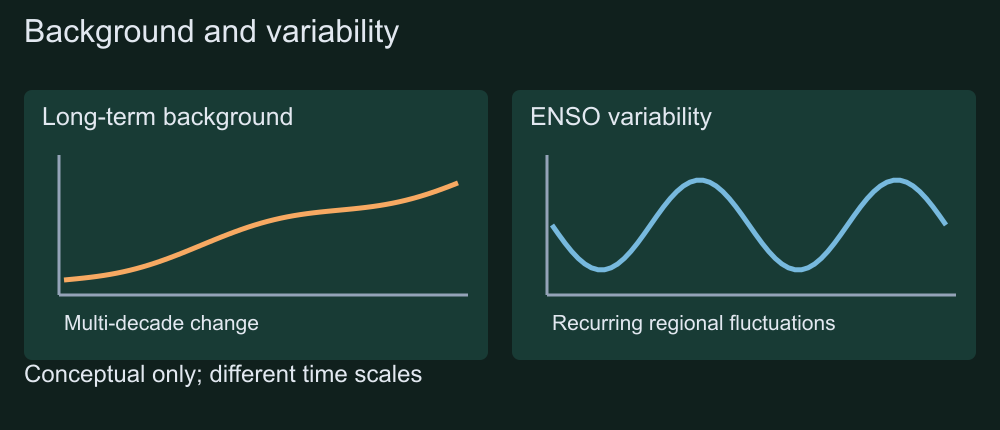 Background and variability
Long-term background
Multi-decade change
ENSO variability
Recurring regional fluctuations
Conceptual only; different time scales